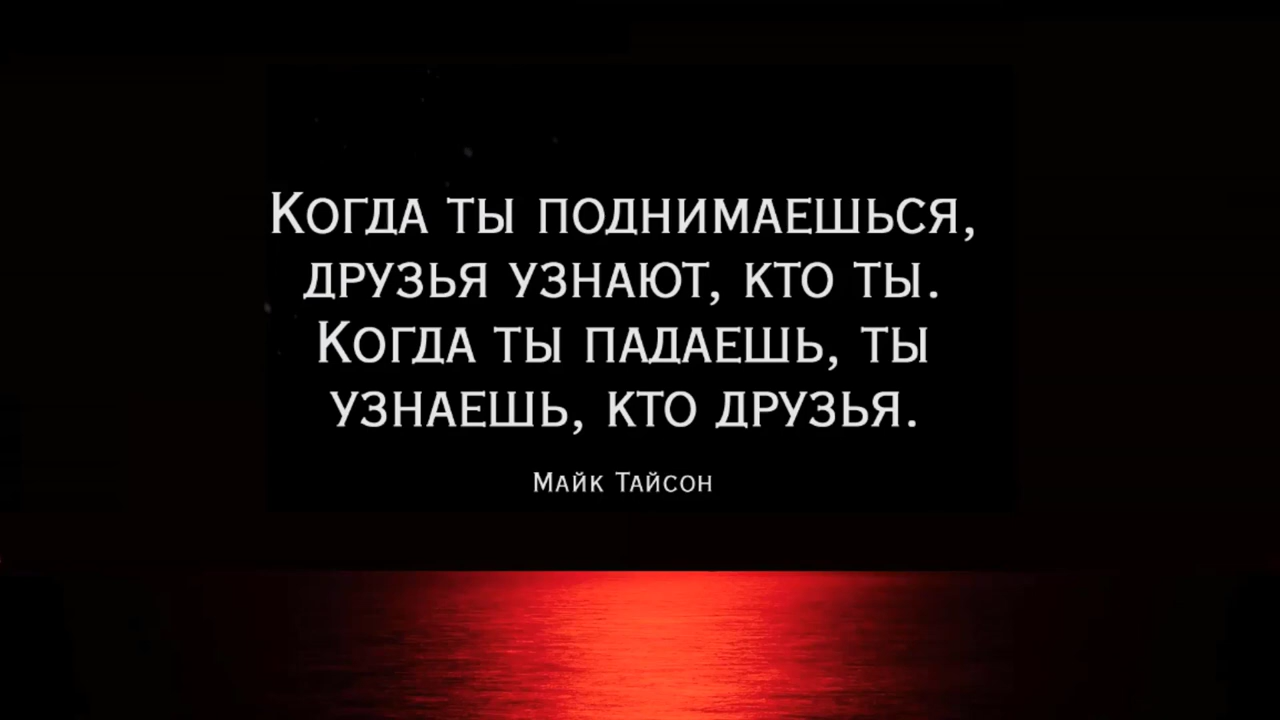 Когда ты поднимаешься,
друзья узнают, кто ты.
Когда ты падаешь, ты
узнаешь, кто друзья.
Майк Тайсон